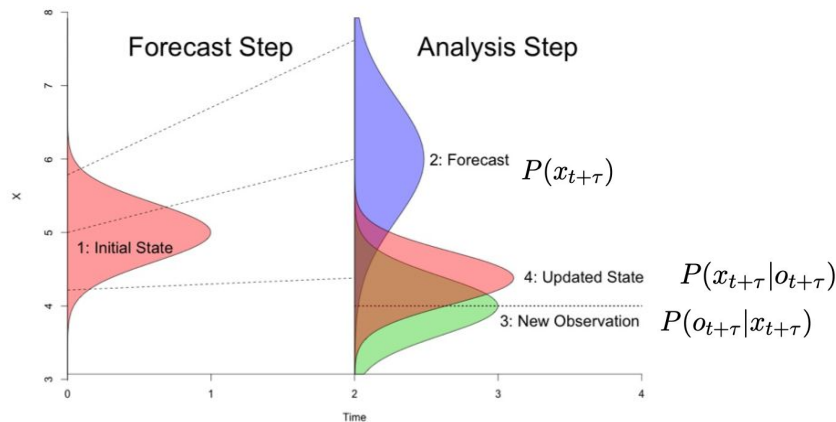 Forecast Step
Analysis Step
8
7
6
5
4
3
X
1: Initial State
2: Forecast
P(x_{t+τ})
4: Updated State
P(x_{t+τ}|o_{t+τ})
3: New Observation
P(o_{t+τ}|x_{t+τ})
0 1 2 3 4
Time